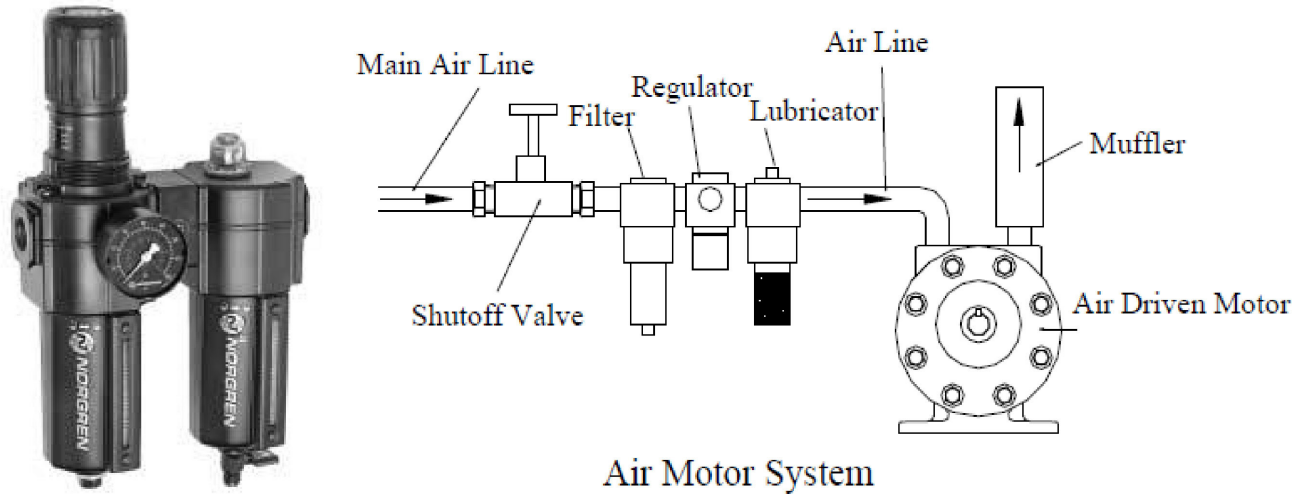 NORGREN
NORGREN
Main Air Line
Filter
Regulator
Lubricator
Air Line
Muffler
Shutoff Valve
Air Driven Motor
Air Motor System